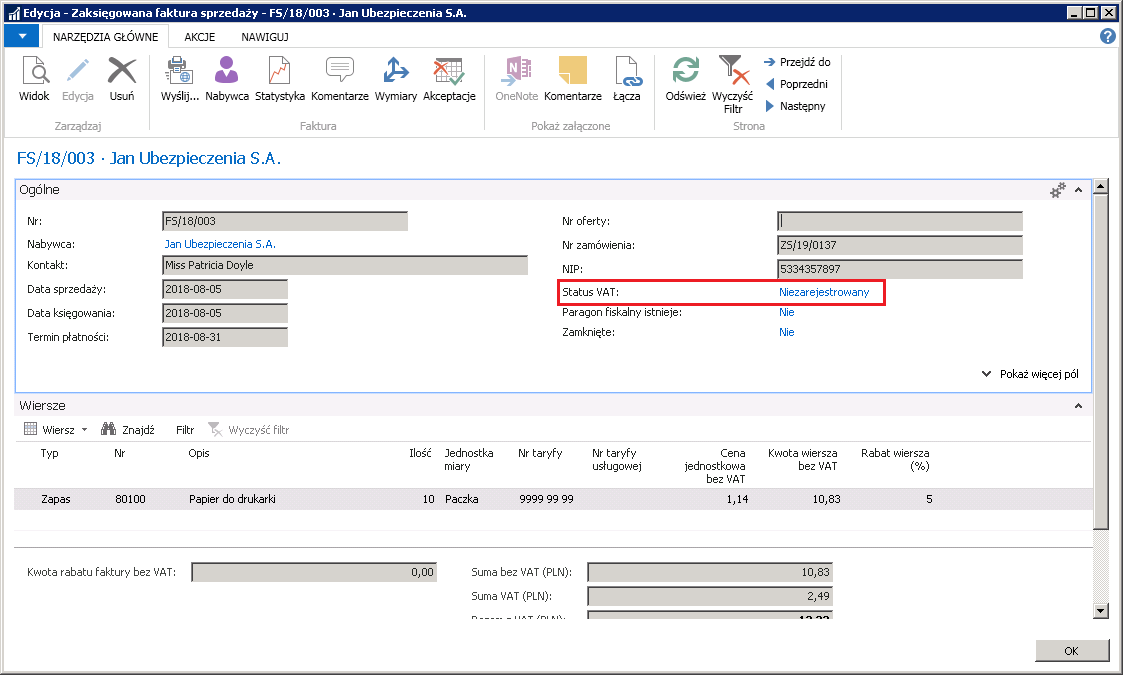 Edycja - Zaksięgowana faktura sprzedaży - FS/18/003 · Jan Ubezpieczenia S.A.
NARZĘDZIA GŁÓWNE AKCJE NAWIGUJ
Widok Edycja Usuń Wyślij... Nabywca Statystyka Komentarze Wymiary Akceptacje OneNote Komentarze Łącza Odśwież Wyczyść Filtr
Przejdź do
Poprzedni
Następny
Zarządzaj Faktura Pokaż załączone Strona
FS/18/003 · Jan Ubezpieczenia S.A.
Ogólne
Nr: FS/18/003
Nabywca: Jan Ubezpieczenia S.A.
Kontakt: Miss Patricia Doyle
Data sprzedaży: 2018-08-05
Data księgowania: 2018-08-05
Termin płatności: 2018-08-31
Nr oferty:
Nr zamówienia: ZS/19/0137
NIP: 5334357897
Status VAT: Niezarejestrowany
Paragon fiskalny istnieje: Nie
Zamknięte: Nie
Pokaż więcej pól
Wiersze
Wiersz Znajdź Filtr Wyczyść filtr
Typ Nr Opis Ilość Jednostka miary Nr taryfy Nr taryfy usługowej Cena jednostkowa bez VAT Kwota wiersza bez VAT Rabat wiersza (%)
Zapas 80100 Papier do drukarki 10 Paczka 9999 99 99 1,14 10,83 5
Kwota rabatu faktury bez VAT: 0,00
Suma bez VAT (PLN): 10,83
Suma VAT (PLN): 2,49
OK